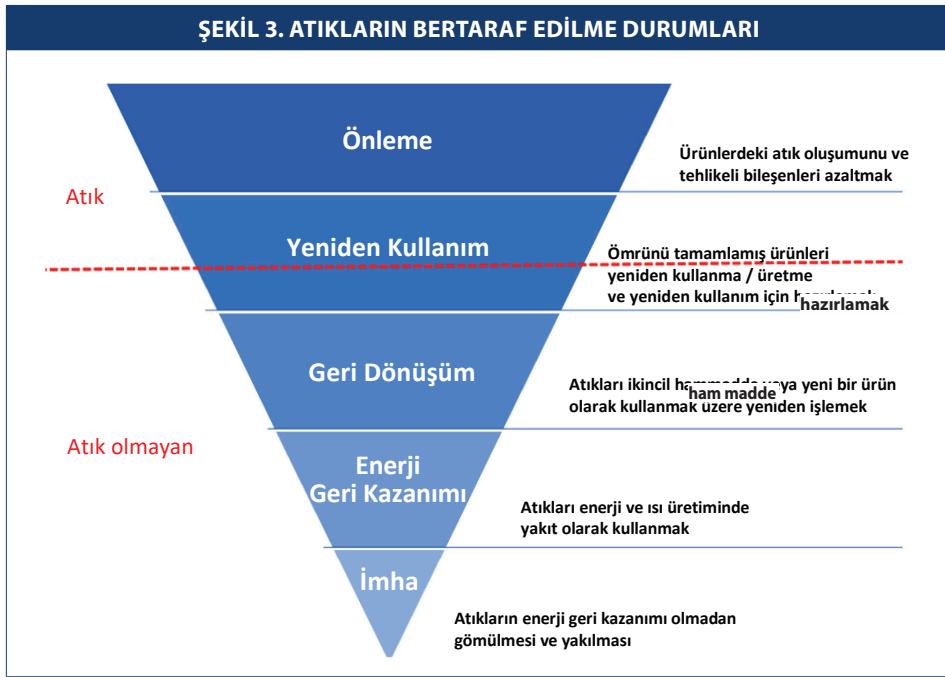 ŞEKİL 3. ATIKLARIN BERTARAF EDİLME DURUMLARI
Önleme
Ürünlerdeki atık oluşumunu ve
tehlikeli bileşenleri azaltmak
Atık
Yeniden Kullanım
Ömrünü tamamlamış ürünleri
yeniden kullanma / üretme
ve yeniden kullanım için
hazırlamak
Geri Dönüşüm
Atıkları ikincil veya yeni bir ürün
ham madde
olarak kullanmak üzere yeniden işlemek
Atık olmayan
Enerji
Geri Kazanımı
Atıkları enerji ve ısı üretiminde
yakıt olarak kullanmak
İmha
Atıkların enerji geri kazanımı olmadan
gömülmesi ve yakılması